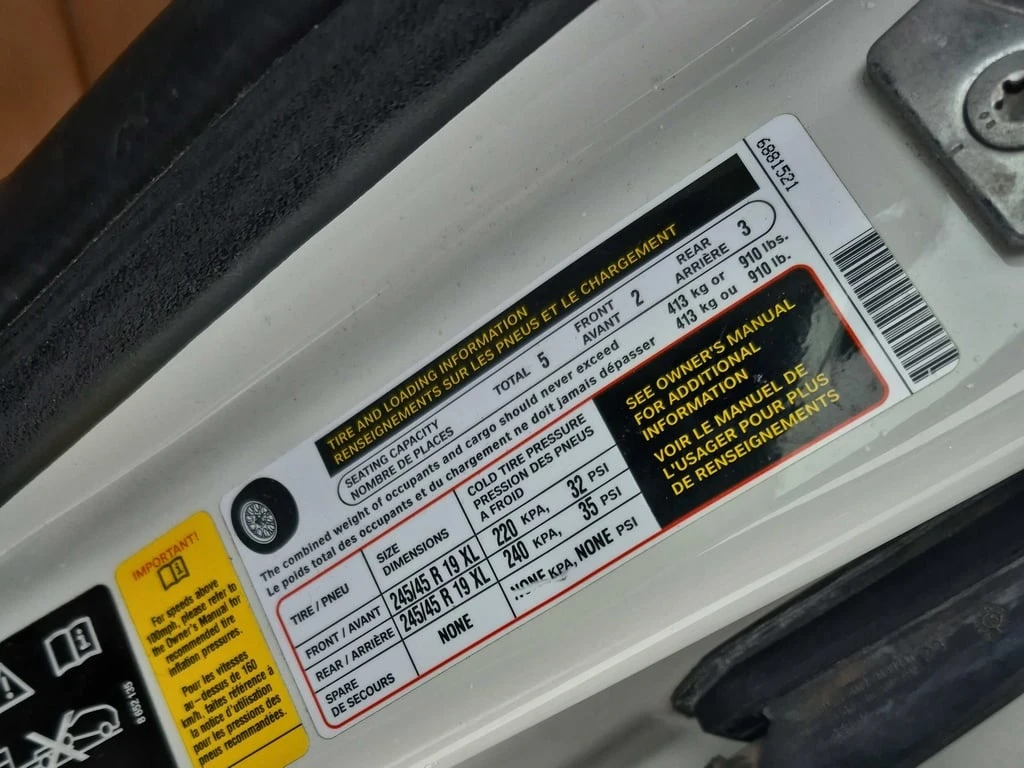 6881521
TIRE AND LOADING INFORMATION
RENSEIGNEMENTS SUR LES PNEUS ET LE CHARGEMENT
SEATING CAPACITY
NOMBRE DE PLACES
TOTAL 5
FRONT
AVANT 2
REAR
ARRIÈRE 3
The combined weight of occupants and cargo should never exceed 413 kg or 910 lbs.
Le poids total des occupants et du chargement ne doit jamais dépasser 413 kg ou 910 lb.
TIRE / PNEU
SIZE
DIMENSIONS
COLD TIRE PRESSURE
PRESSION DES PNEUS
A FROID
FRONT / AVANT 245/45 R 19 XL 220 KPA, 32 PSI
REAR / ARRIÈRE 245/45 R 19 XL 240 KPA, 35 PSI
SPARE
DE SECOURS
NONE NONE KPA, NONE PSI
SEE OWNER'S MANUAL
FOR ADDITIONAL
INFORMATION
VOIR LE MANUEL DE
L'USAGER POUR PLUS
DE RENSEIGNEMENTS
IMPORTANT!
For speeds above
100mph, please refer to
the Owner's Manual for
recommended tire
inflation pressures.
Pour les vitesses
au-dessus de 160
km/h, faites référence à
la notice d'utilisation
pour les pressions des
pneus recommandées.